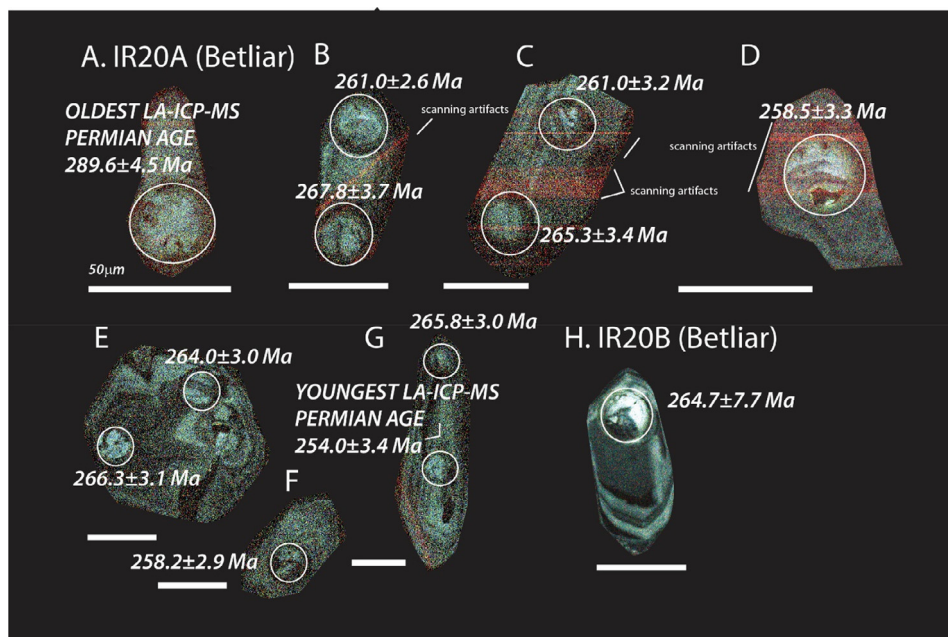 A. IR20A (Betliar)
OLDEST LA-ICP-MS
PERMIAN AGE
289.6±4.5 Ma
50µm
B
261.0±2.6 Ma
scanning artifacts
267.8±3.7 Ma
C
261.0±3.2 Ma
scanning artifacts
scanning artifacts
265.3±3.4 Ma
D
258.5±3.3 Ma
E
264.0±3.0 Ma
266.3±3.1 Ma
F
258.2±2.9 Ma
G
265.8±3.0 Ma
YOUNGEST LA-ICP-MS
PERMIAN AGE
254.0±3.4 Ma
H. IR20B (Betliar)
264.7±7.7 Ma